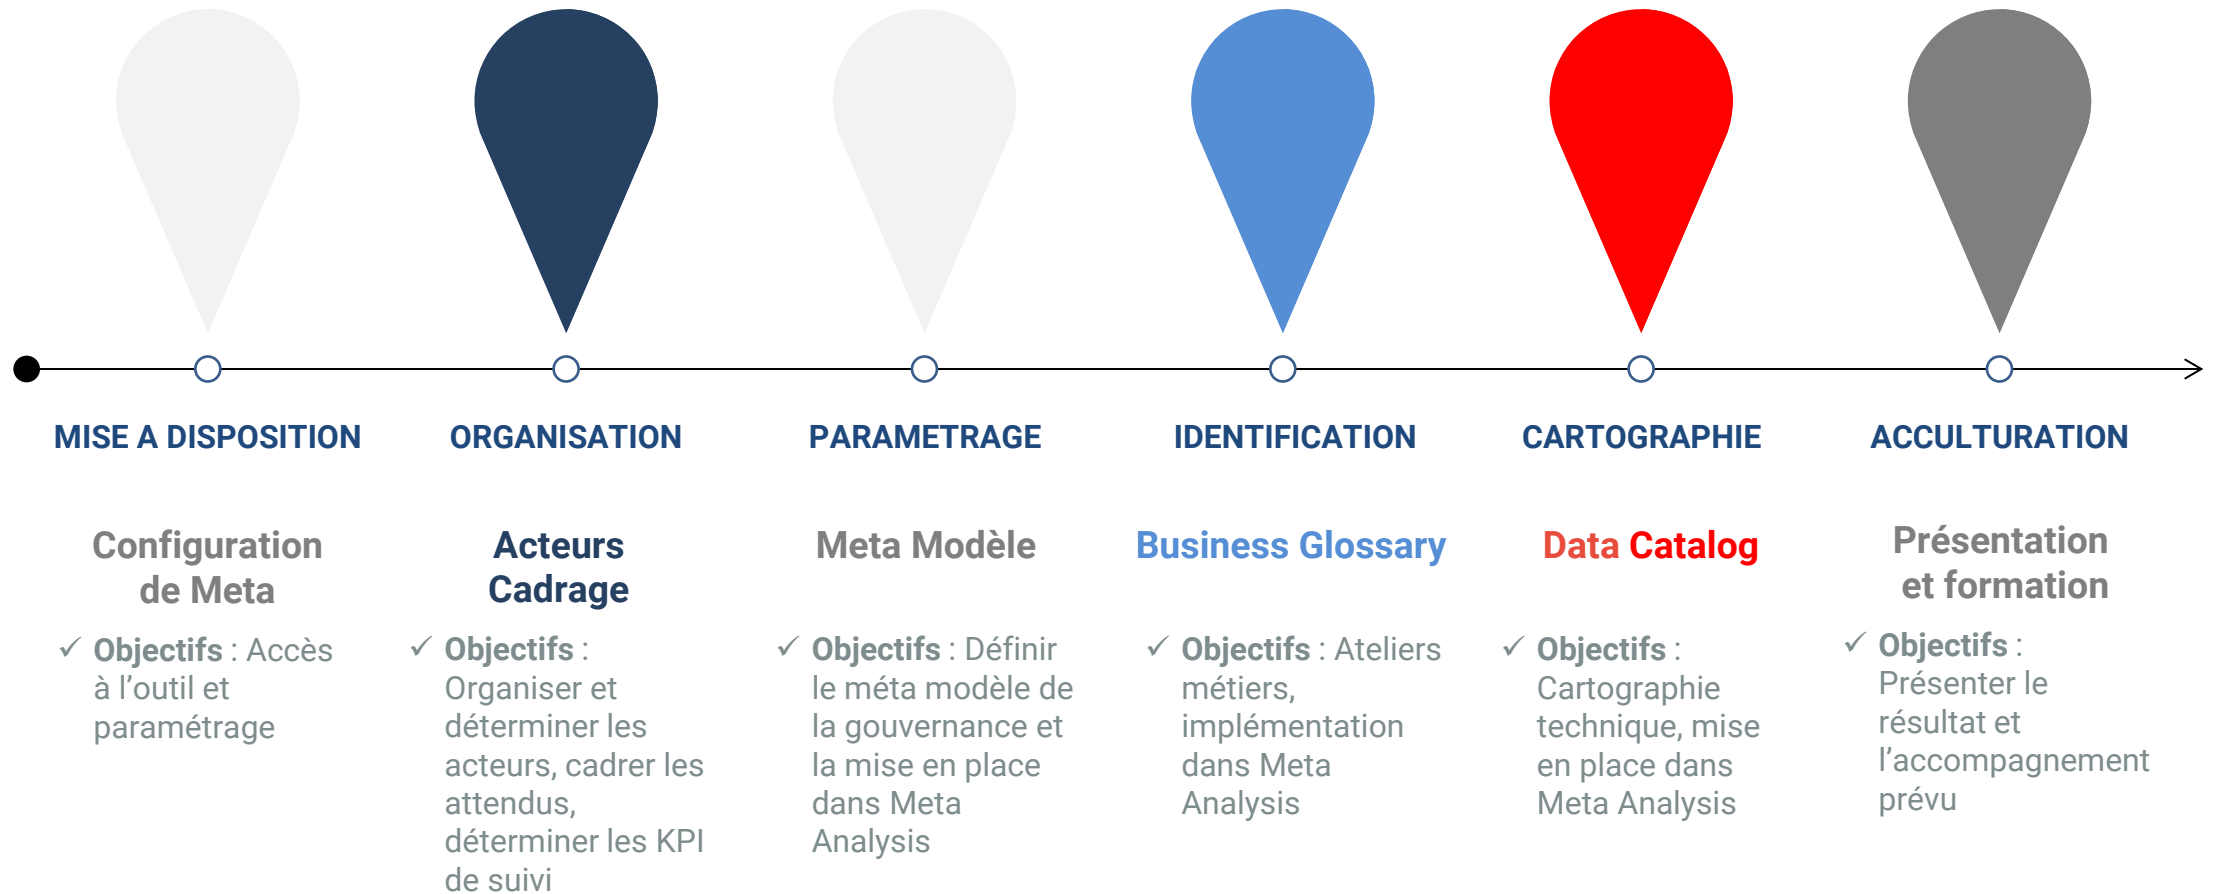 MISE A DISPOSITION
Configuration
de Meta
✓ Objectifs : Accès
à l’outil et
paramétrage
ORGANISATION
Acteurs
Cadrage
✓ Objectifs :
Organiser et
déterminer les
acteurs, cadrer les
attendus,
déterminer les KPI
de suivi
PARAMETRAGE
Meta Modèle
✓ Objectifs : Définir
le méta modèle de
la gouvernance et
la mise en place
dans Meta
Analysis
IDENTIFICATION
Business Glossary
✓ Objectifs : Ateliers
métiers,
implémentation
dans Meta
Analysis
CARTOGRAPHIE
Data Catalog
✓ Objectifs :
Cartographie
technique, mise
en place dans
Meta Analysis
ACCULTURATION
Présentation
et formation
✓ Objectifs :
Présenter le
résultat et
l’accompagnement
prévu